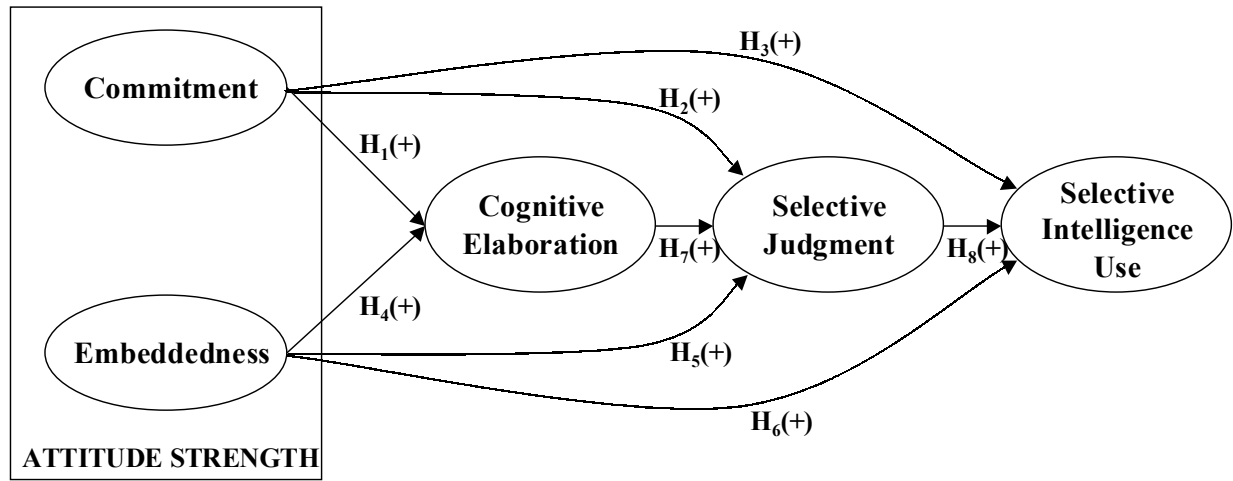 H₃(+)
Commitment
H₂(+)
H₁(+)
Cognitive
Elaboration
Selective
Judgment
Selective
Intelligence
Use
H₇(+)
H₈(+)
H₄(+)
Embeddedness
H₅(+)
H₆(+)
ATTITUDE STRENGTH